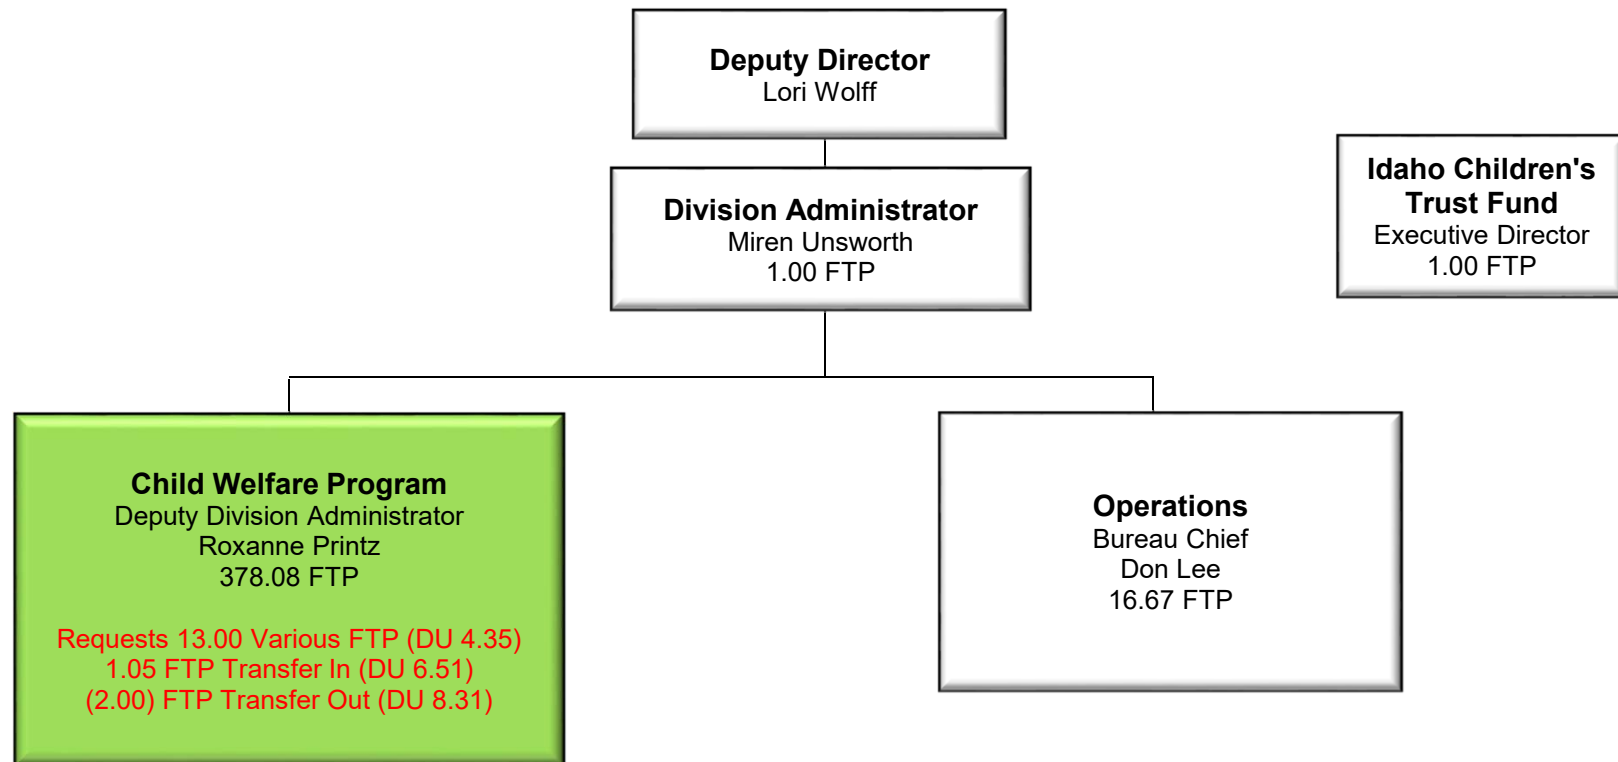 Deputy Director
Lori Wolff
Division Administrator
Miren Unsworth
1.00 FTP
Idaho Children's
Trust Fund
Executive Director
1.00 FTP
Child Welfare Program
Deputy Division Administrator
Roxanne Printz
378.08 FTP
Requests 13.00 Various FTP (DU 4.35)
1.05 FTP Transfer In (DU 6.51)
(2.00) FTP Transfer Out (DU 8.31)
Operations
Bureau Chief
Don Lee
16.67 FTP